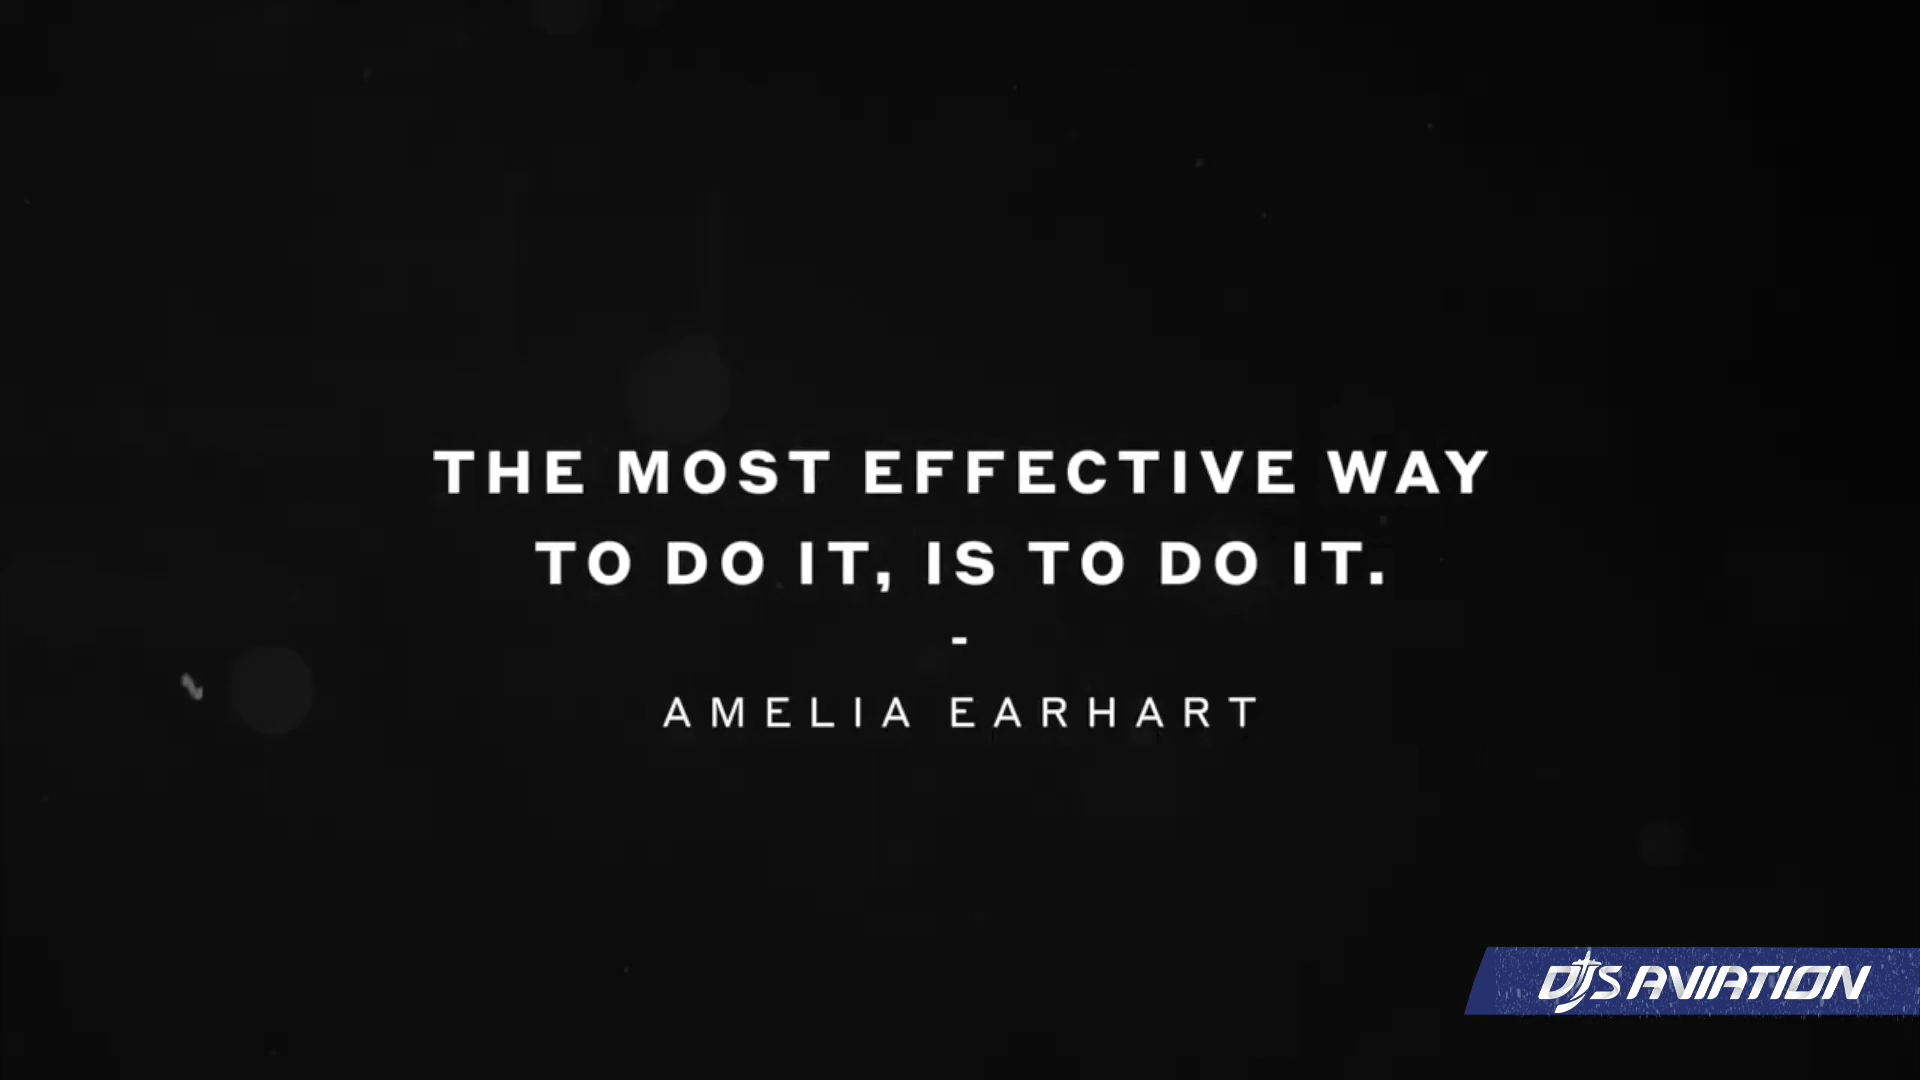 THE MOST EFFECTIVE WAY
TO DO IT, IS TO DO IT.
-
AMELIA EARHART
DJS AVIATION